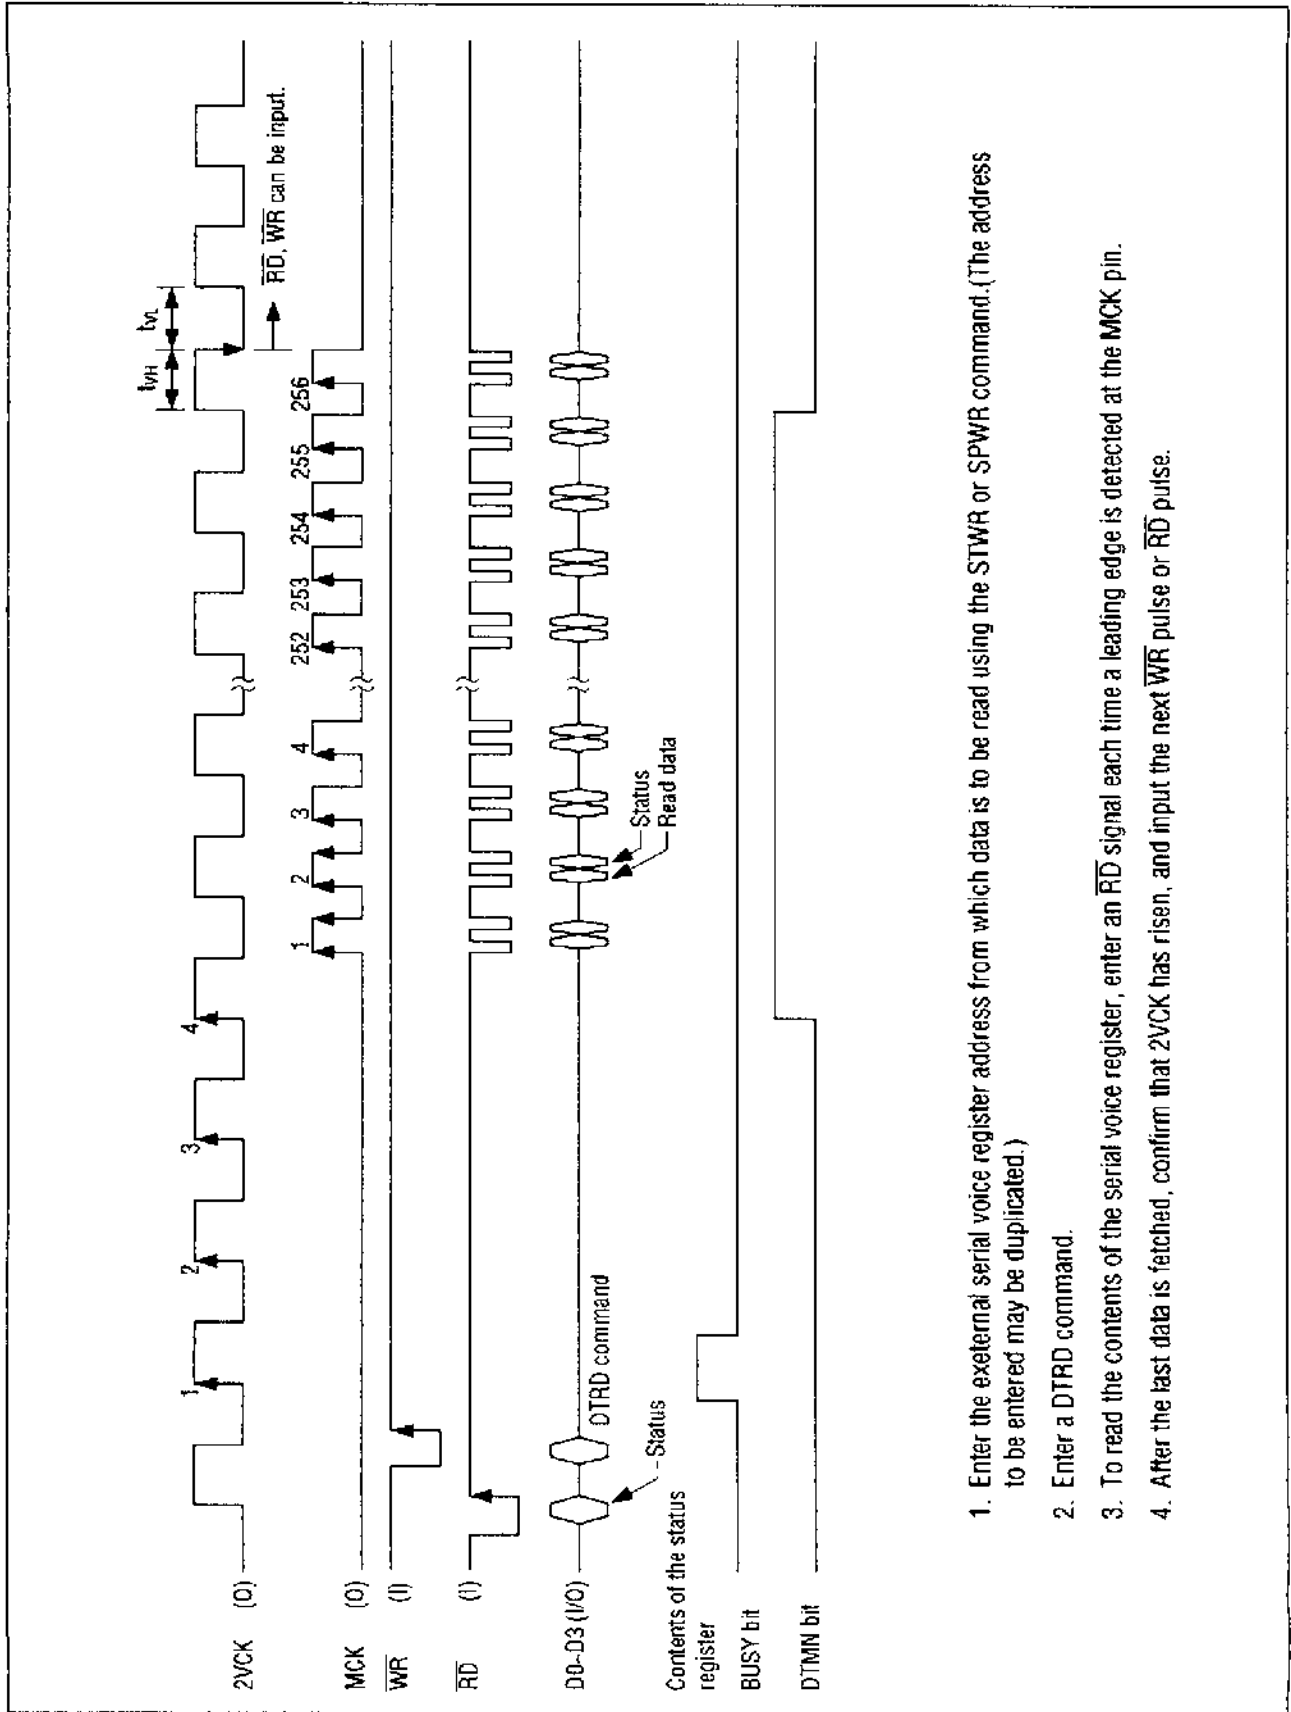 2VCK (O)
1
2
3
4
tVH
tVL
RD, WR can be input.
MCK (O)
1
2
3
4
252
253
254
255
256
WR (I)
RD (I)
D0~D3 (I/O)
Status
DTRD command
Status
Read data
Contents of the status
register
BUSY bit
DTMN bit
1. Enter the exeternal serial voice register address from which data is to be read using the STWR or SPWR command.(The address
to be entered may be duplicated.)
2. Enter a DTRD command.
3. To read the contents of the serial voice register, enter an RD signal each time a leading edge is detected at the MCK pin.
4. After the last data is fetched, confirm that 2VCK has risen, and input the next WR pulse or RD pulse.